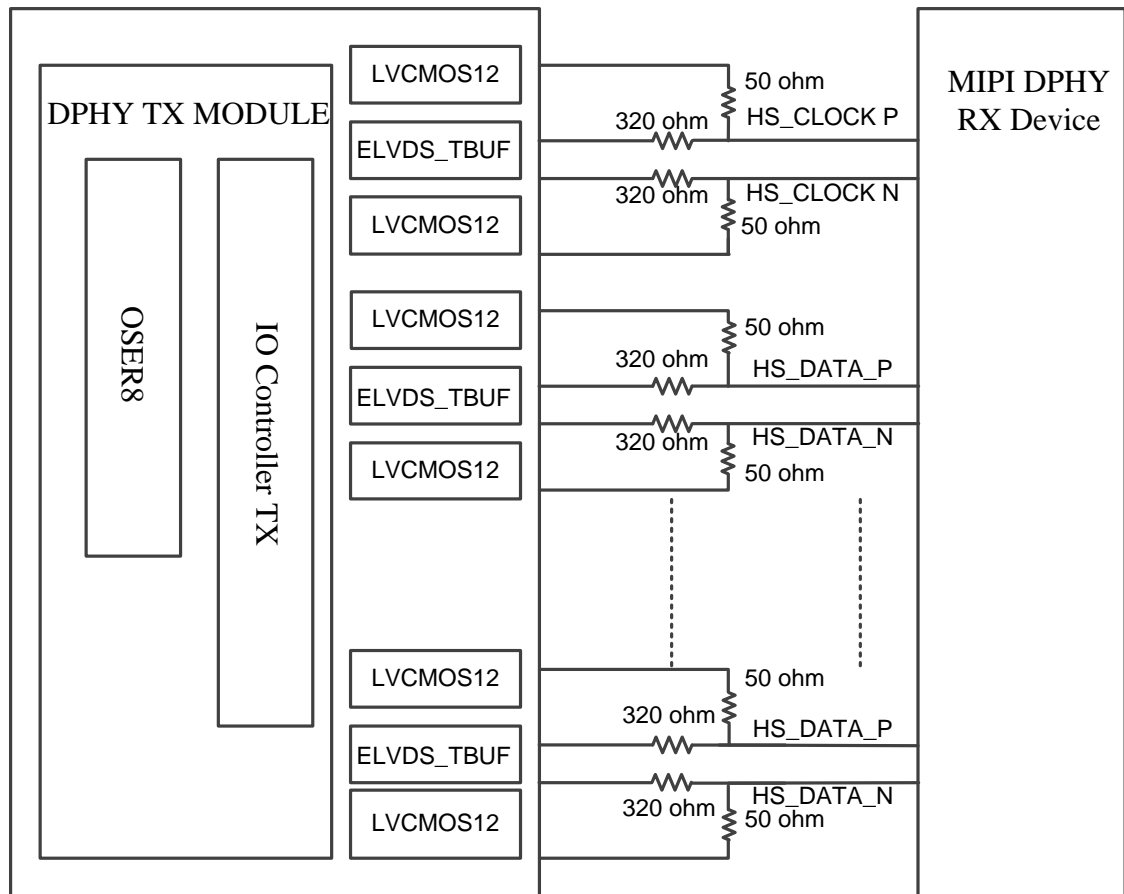 DPHY TX MODULE
OSER8
IO Controller TX
LVCMOS12
ELVDS_TBUF
LVCMOS12
50 ohm
320 ohm
HS_CLOCK P
320 ohm
HS_CLOCK N
50 ohm
LVCMOS12
ELVDS_TBUF
LVCMOS12
50 ohm
320 ohm
HS_DATA_P
320 ohm
HS_DATA_N
50 ohm
LVCMOS12
ELVDS_TBUF
LVCMOS12
50 ohm
320 ohm
HS_DATA_P
320 ohm
HS_DATA_N
50 ohm
MIPI DPHY
RX Device